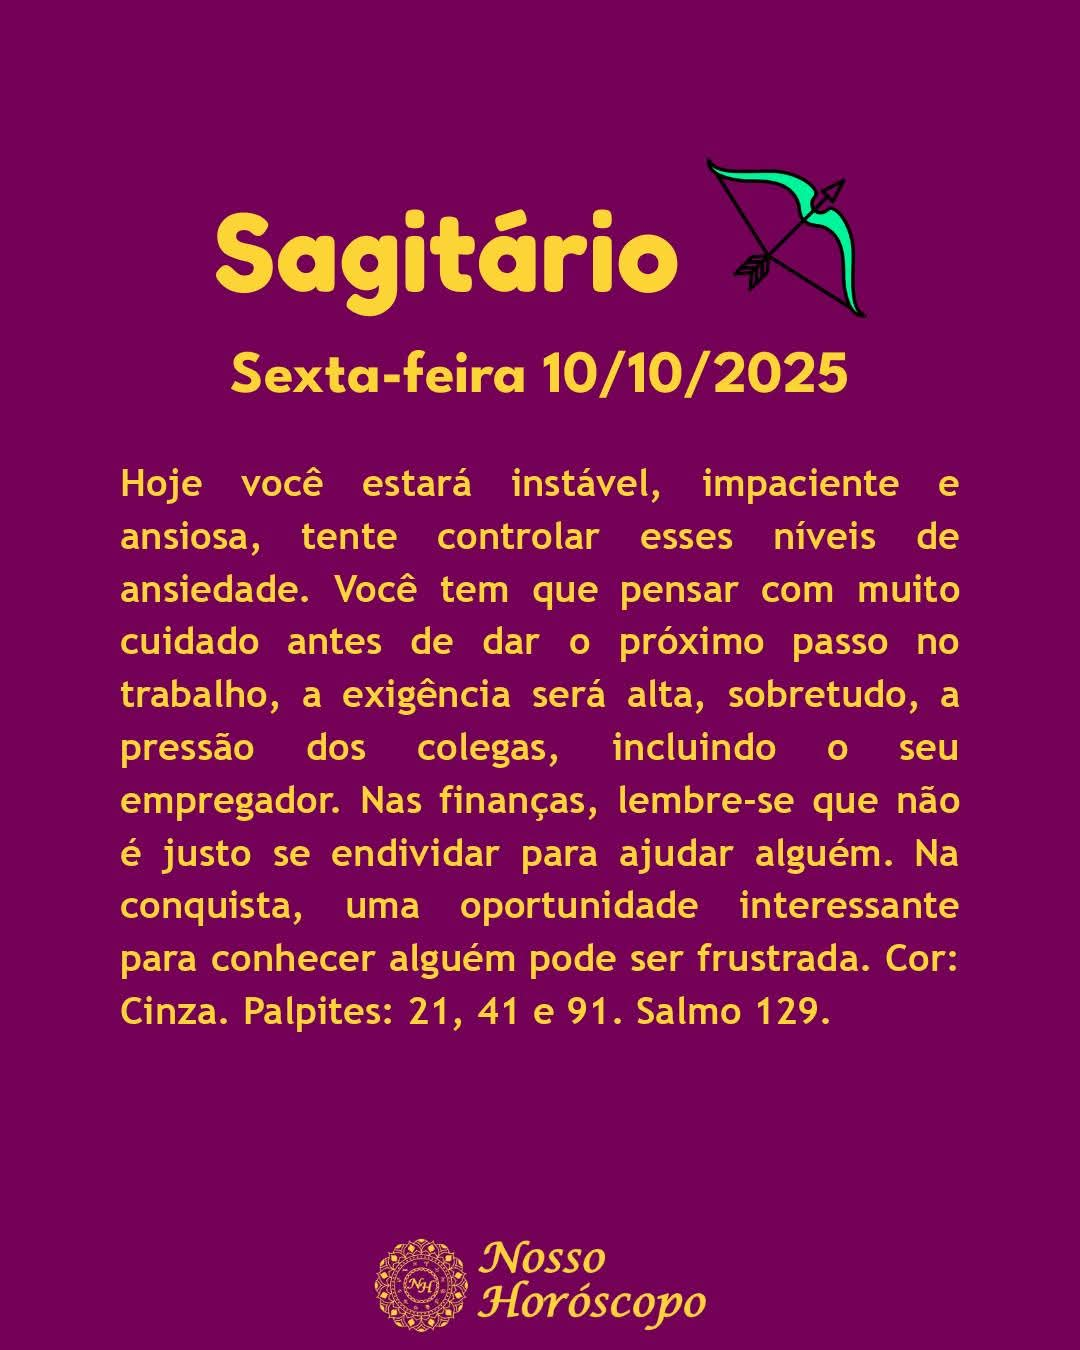 Sagitário
Sexta-feira 10/10/2025
Hoje você estará instável, impaciente e
ansiosa, tente controlar esses níveis de
ansiedade. Você tem que pensar com muito
cuidado antes de dar o próximo passo no
trabalho, a exigência será alta, sobretudo, a
pressão dos colegas, incluindo o seu
empregador. Nas finanças, lembre-se que não
é justo se endividar para ajudar alguém. Na
conquista, uma oportunidade interessante
para conhecer alguém pode ser frustrada. Cor:
Cinza. Palpites: 21, 41 e 91. Salmo 129.
NH
Nosso
Horóscopo